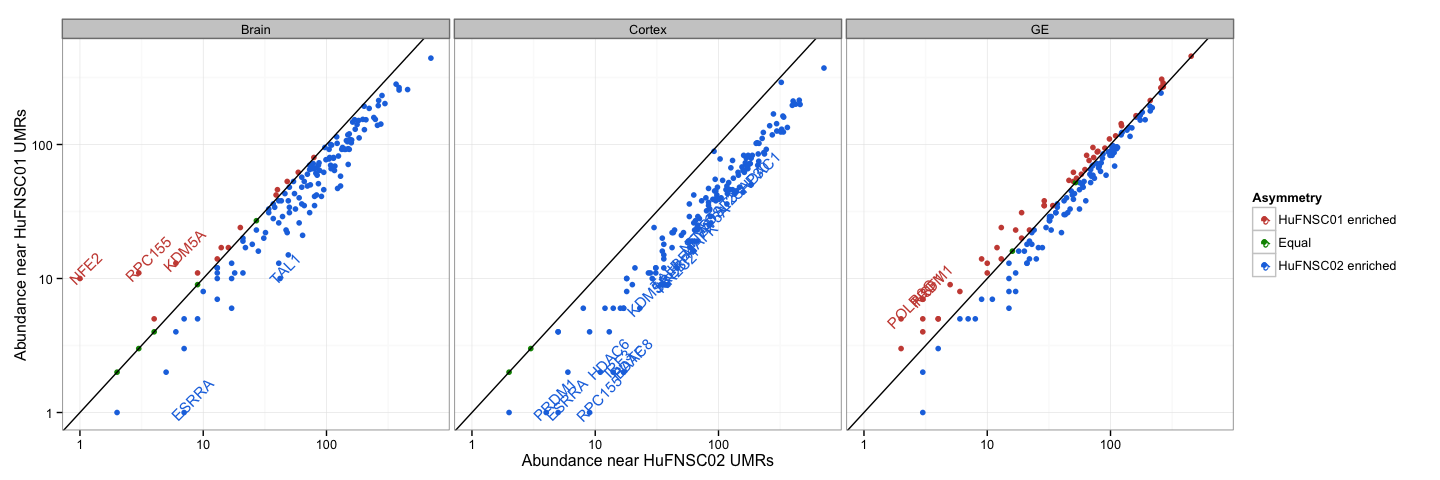 Brain
Cortex
GE
Abundance near HuFNSC01 UMRs
100
10
1
NFE2
RPC155
KDM5A
TAL1
ESRRA
HDAC6
PRDM1
ESRRA
RPC155
PRDM1
1
10
100
1
10
100
1
10
100
Abundance near HuFNSC02 UMRs
Asymmetry
HuFNSC01 enriched
Equal
HuFNSC02 enriched